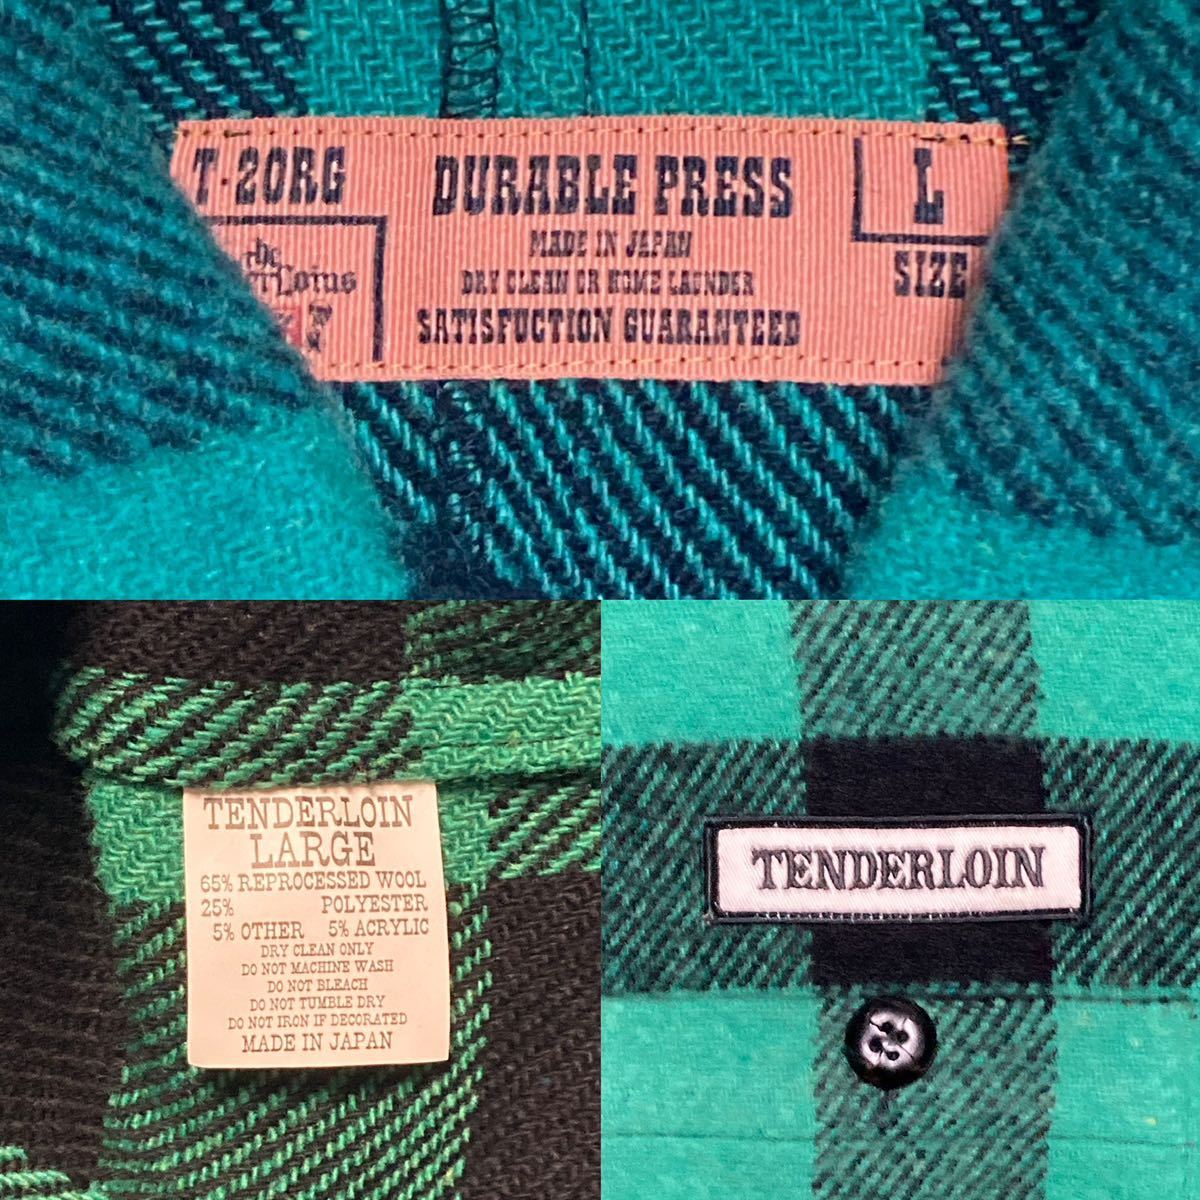 T-20RG
DURABLE PRESS
L
MADE IN JAPAN
SIZE
DRY CLEAN OR HOME LAUNDER
SATISFUCTION GUARANTEED
TENDERLOIN
LARGE
65% REPROCESSED WOOL
25% POLYESTER
5% OTHER 5% ACRYLIC
DRY CLEAN ONLY
DO NOT MACHINE WASH
DO NOT BLEACH
DO NOT TUMBLE DRY
DO NOT IRON IF DECORATED
MADE IN JAPAN
TENDERLOIN